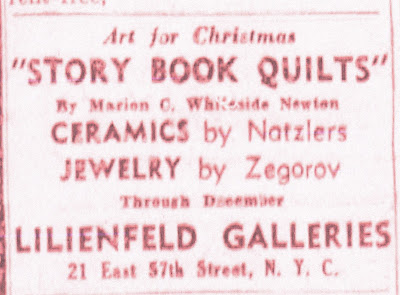 Art for Christmas
"STORY BOOK QUILTS"
By Marion C. Whiteside Newton
CERAMICS by Natzlers
JEWELRY by Zegorov
Through December
LILIENFELD GALLERIES
21 East 57th Street, N. Y. C.